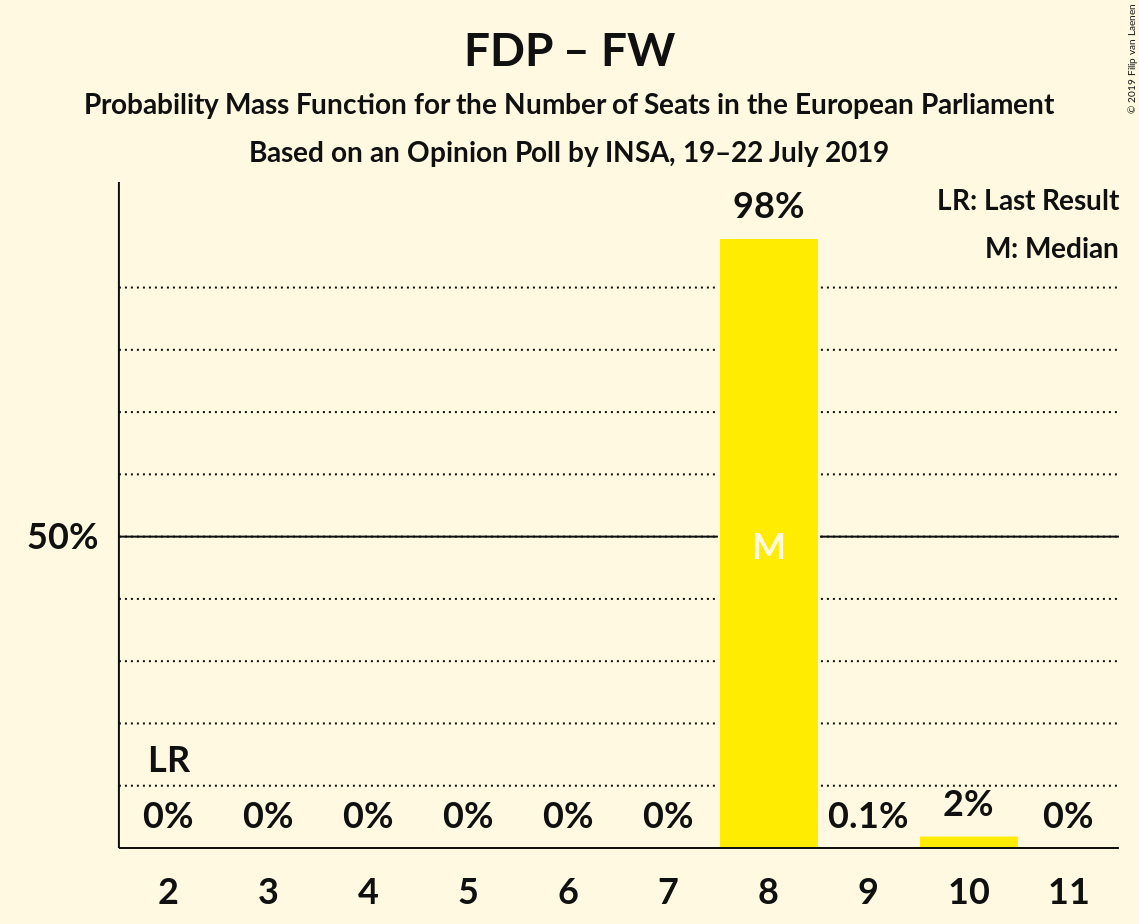 FDP – FW
Probability Mass Function for the Number of Seats in the European Parliament
Based on an Opinion Poll by INSA, 19–22 July 2019
© 2019 Filip van Laenen
LR: Last Result
M: Median
98%
50%
M
LR
0% 0% 0% 0% 0% 0% 0.1% 2% 0%
2 3 4 5 6 7 8 9 10 11